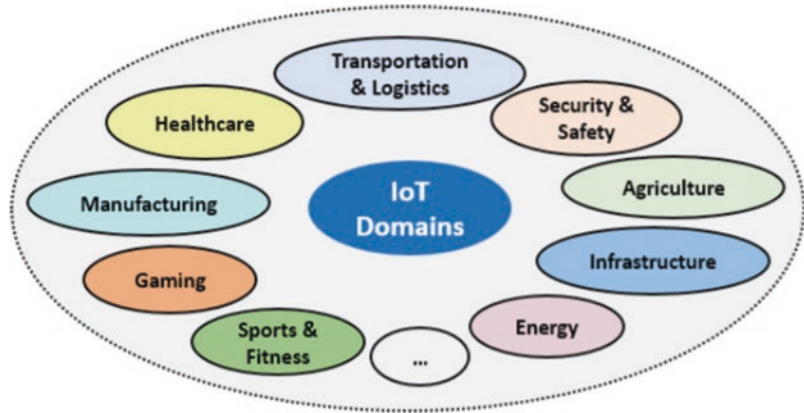 Transportation
& Logistics
Security &
Safety
Healthcare
Agriculture
Manufacturing
IoT
Domains
Infrastructure
Gaming
Energy
Sports &
Fitness
...